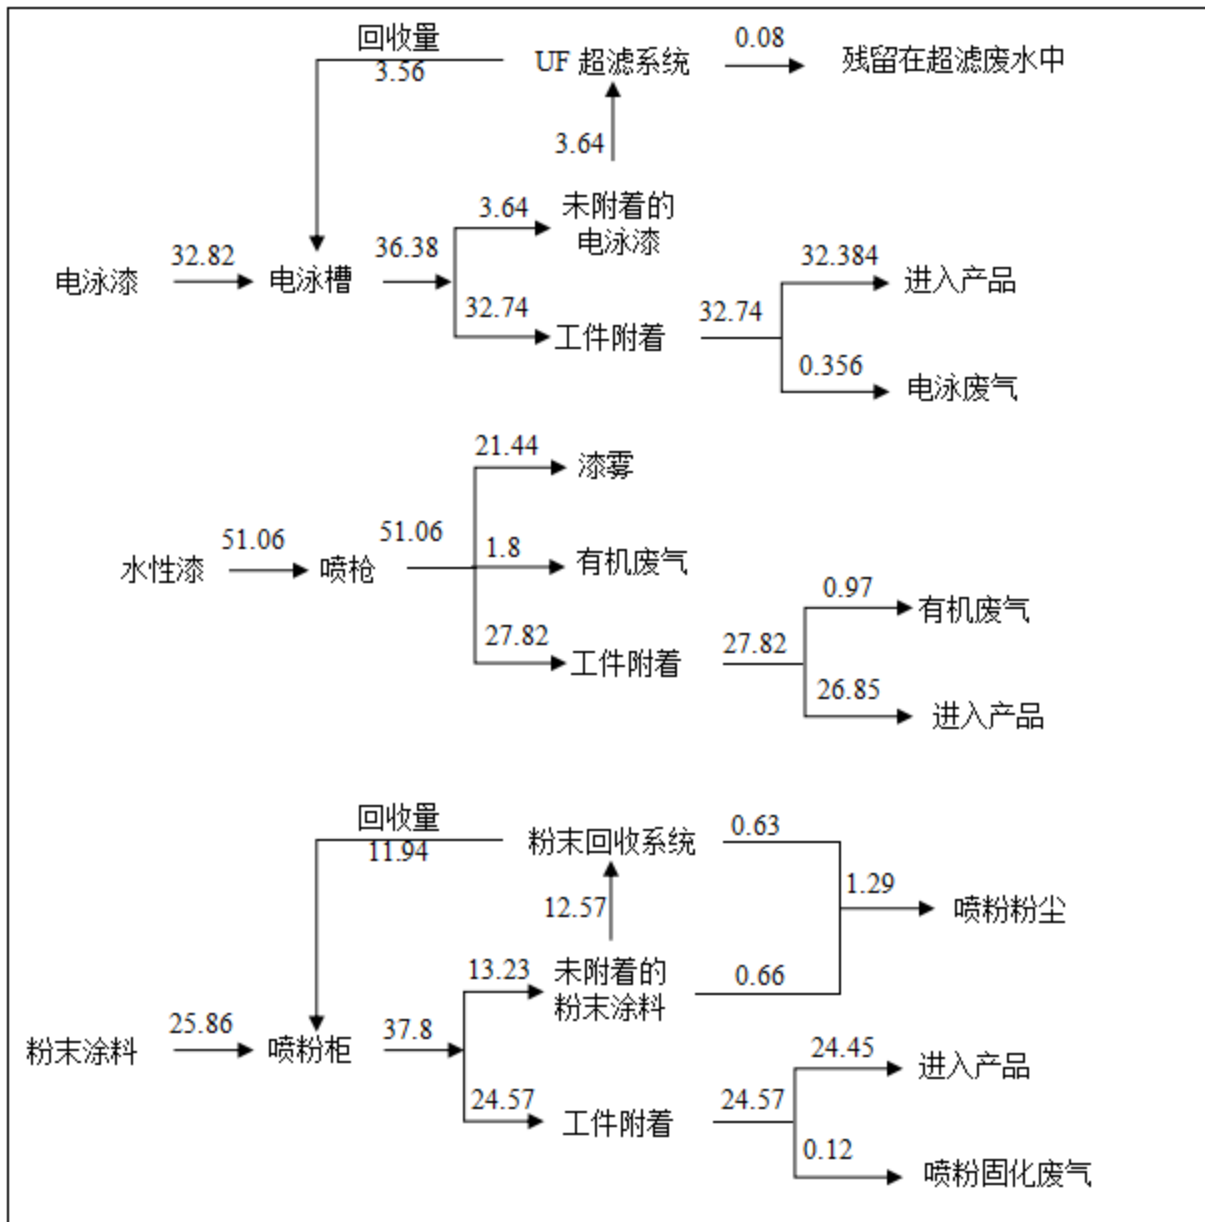 回收量
3.56
UF 超滤系统
0.08
残留在超滤废水中
3.64
未附着的
电泳漆
3.64
电泳漆
32.82
电泳槽
36.38
32.74
工件附着
32.74
32.384
进入产品
0.356
电泳废气
21.44
漆雾
水性漆
51.06
喷枪
51.06
1.8
有机废气
27.82
工件附着
27.82
0.97
有机废气
26.85
进入产品
回收量
11.94
粉末回收系统
0.63
12.57
1.29
喷粉粉尘
13.23
未附着的
粉末涂料
0.66
粉末涂料
25.86
喷粉柜
37.8
24.57
工件附着
24.57
24.45
进入产品
0.12
喷粉固化废气